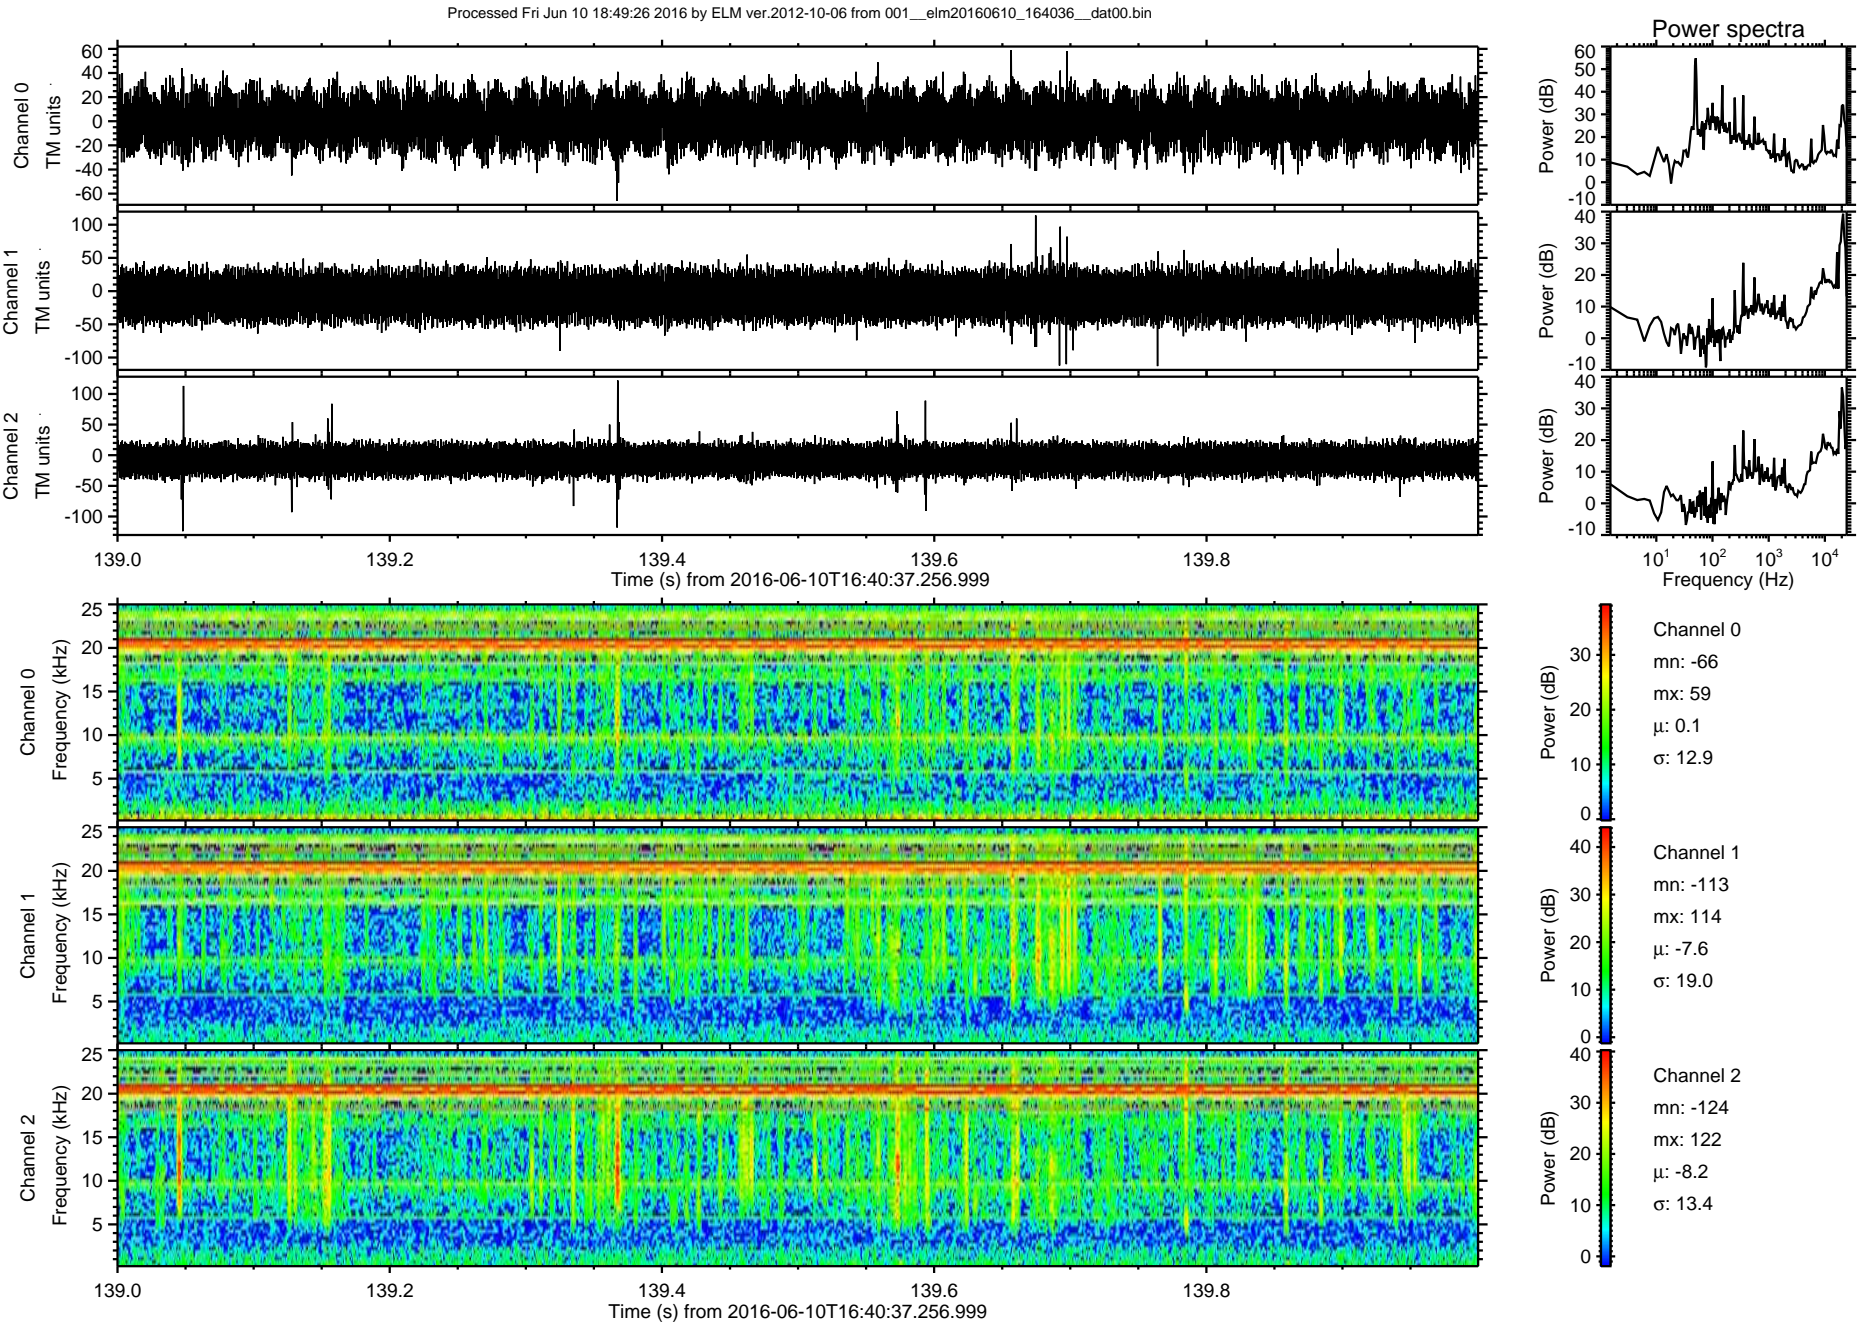 Processed Fri Jun 10 18:49:26 2016 by ELM ver.2012-10-06 from 001__elm20160610_164036__dat00.bin
Power spectra
Channel 0
TM units
60
40
20
0
-20
-40
-60
Power (dB)
60
50
40
30
20
10
0
-10
Channel 1
TM units
100
50
0
-50
-100
Power (dB)
40
30
20
10
0
-10
Channel 2
TM units
100
50
0
-50
-100
Power (dB)
40
30
20
10
0
-10
139.0 139.2 139.4 139.6 139.8
Time (s) from 2016-06-10T16:40:37.256.999
10^1 10^2 10^3 10^4
Frequency (Hz)
Channel 0
Frequency (kHz)
25
20
15
10
5
Power (dB)
30
20
10
0
Channel 0
mn: -66
mx: 59
μ: 0.1
σ: 12.9
Channel 1
Frequency (kHz)
25
20
15
10
5
Power (dB)
40
30
20
10
0
Channel 1
mn: -113
mx: 114
μ: -7.6
σ: 19.0
Channel 2
Frequency (kHz)
25
20
15
10
5
Power (dB)
40
30
20
10
0
Channel 2
mn: -124
mx: 122
μ: -8.2
σ: 13.4
139.0 139.2 139.4 139.6 139.8
Time (s) from 2016-06-10T16:40:37.256.999